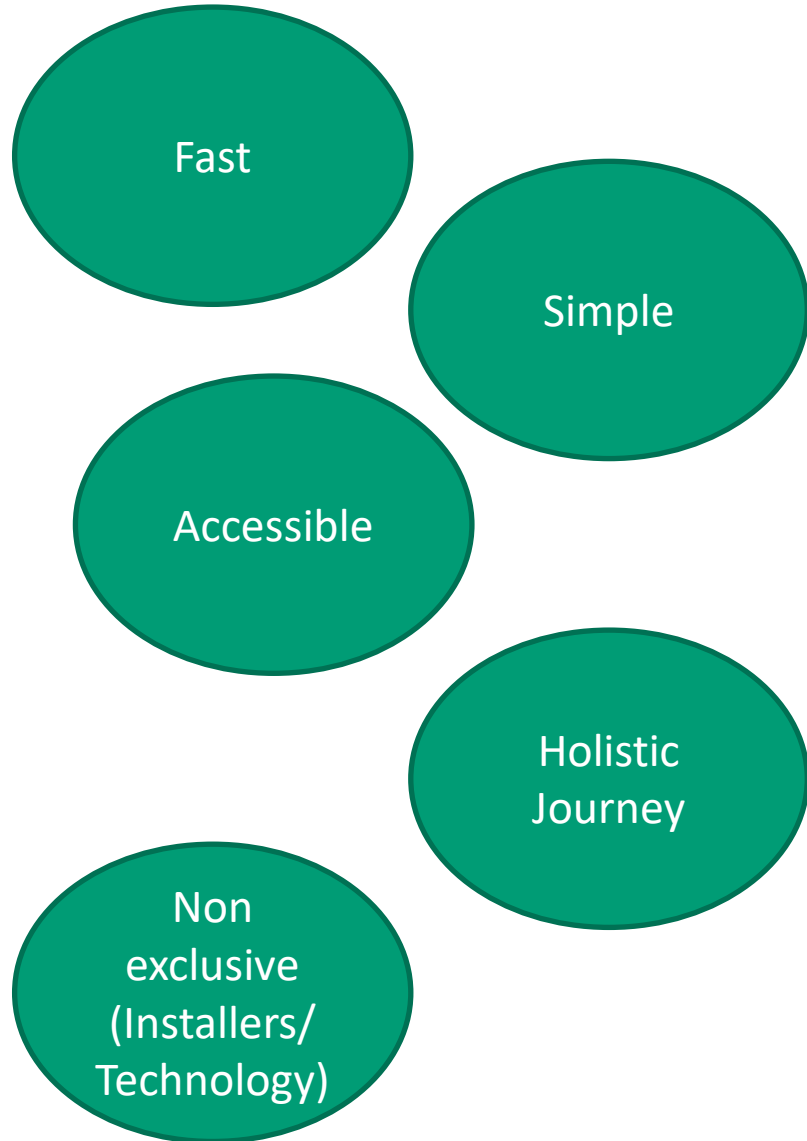 Fast
Simple
Accessible
Holistic
Journey
Non
exclusive
(Installers/
Technology)